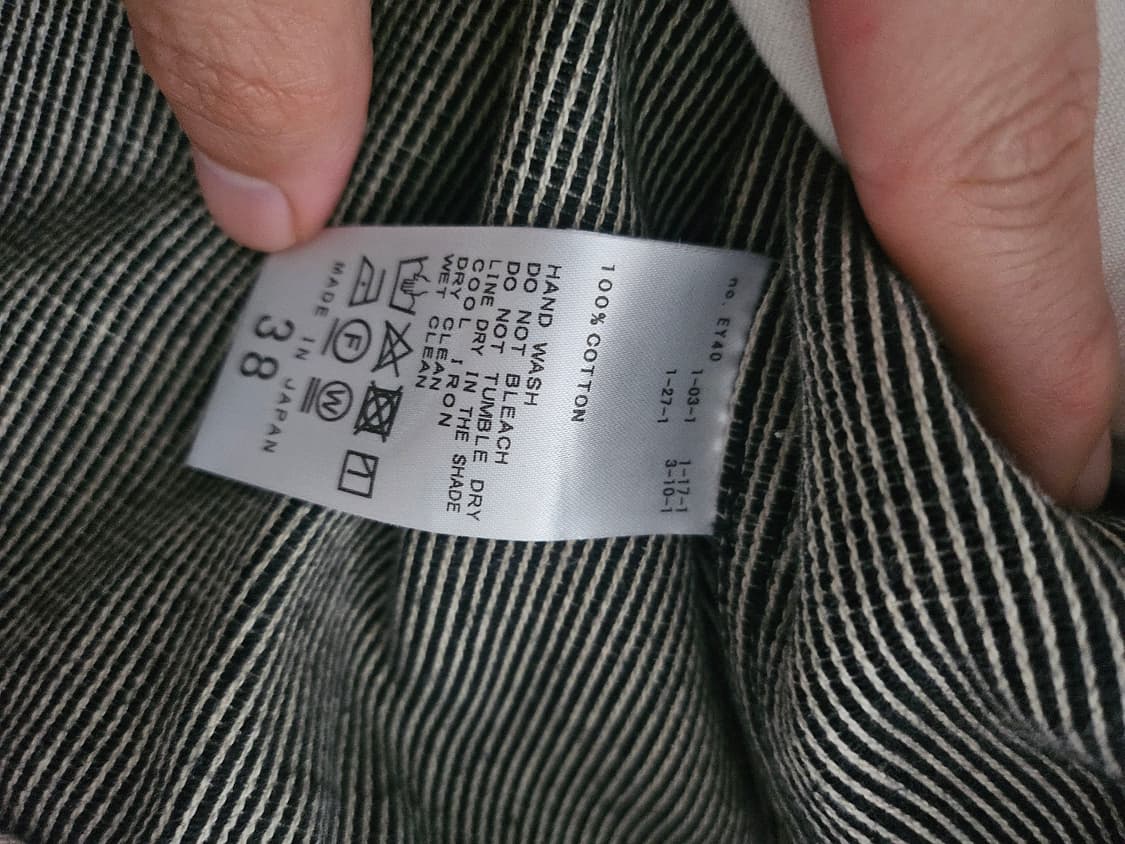 no. EY40
1-03-1 1-17-1
1-27-1 3-10-1
100% COTTON
HAND WASH
DO NOT BLEACH
DO NOT TUMBLE DRY
LINE DRY IN THE SHADE
COOL IRON
DRY CLEAN
WET CLEAN
F W
MADE IN JAPAN
38